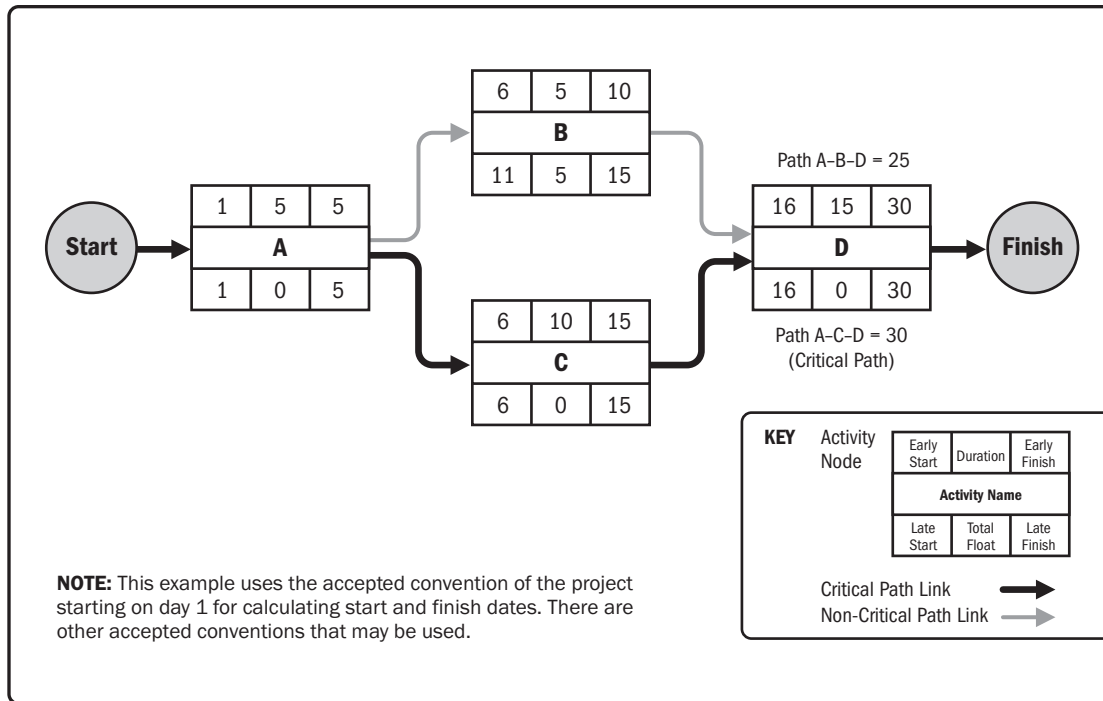 6 5 10
B
11 5 15
Path A–B–D = 25
1 5 5
A
1 0 5
Start
16 15 30
D
16 0 30
Finish
6 10 15
C
6 0 15
Path A–C–D = 30
(Critical Path)
KEY Activity
Node
Early
Start
Duration
Early
Finish
Activity Name
Late
Start
Total
Float
Late
Finish
Critical Path Link
Non-Critical Path Link
NOTE: This example uses the accepted convention of the project
starting on day 1 for calculating start and finish dates. There are
other accepted conventions that may be used.